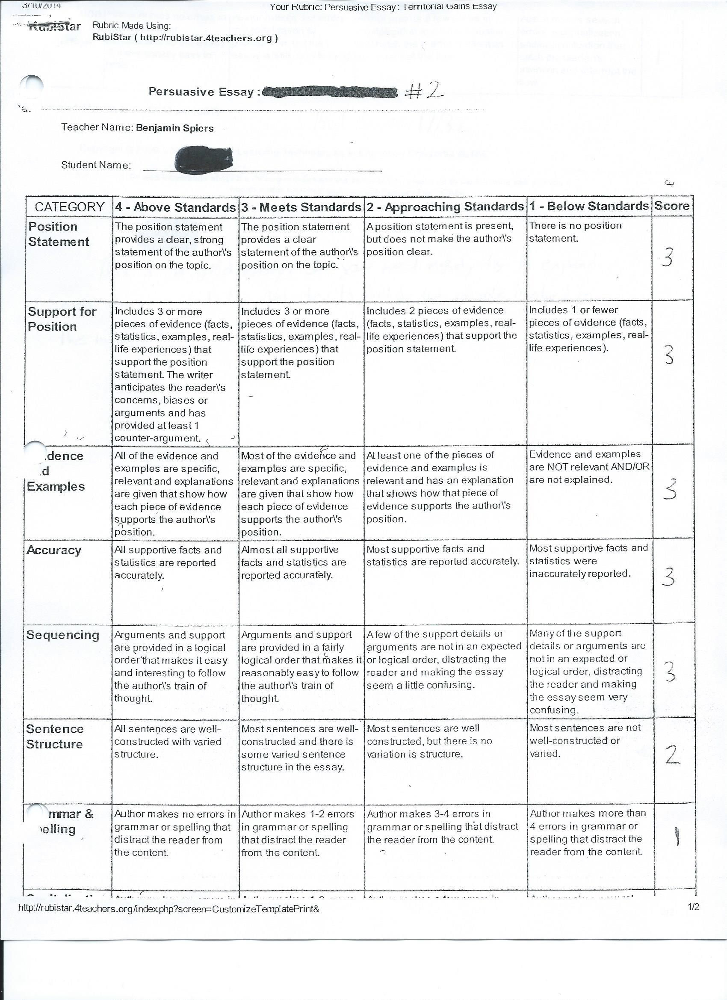 3/10/2014 Your Rubric: Persuasive Essay: Territorial Gains Essay
RubiStar Rubric Made Using:
RubiStar ( http://rubistar.4teachers.org )
Persuasive Essay : #2
Teacher Name: Benjamin Spiers
Student Name:
CATEGORY 4 - Above Standards 3 - Meets Standards 2 - Approaching Standards 1 - Below Standards Score
Position
Statement
The position statement
provides a clear, strong
statement of the author\'s
position on the topic.
The position statement
provides a clear
statement of the author\'s
position on the topic.
A position statement is present,
but does not make the author\'s
position clear.
There is no position
statement.
3
Support for
Position
Includes 3 or more
pieces of evidence (facts,
statistics, examples, real-
life experiences) that
support the position
statement. The writer
anticipates the reader\'s
concerns, biases or
arguments and has
provided at least 1
counter-argument.
Includes 3 or more
pieces of evidence (facts,
statistics, examples, real-
life experiences) that
support the position
statement.
Includes 2 pieces of evidence
(facts, statistics, examples, real-
life experiences) that support the
position statement.
Includes 1 or fewer
pieces of evidence (facts,
statistics, examples, real-
life experiences).
3
dence
d
Examples
All of the evidence and
examples are specific,
relevant and explanations
are given that show how
each piece of evidence
supports the author\'s
position.
Most of the evidence and
examples are specific,
relevant and explanations
are given that show how
each piece of evidence
supports the author\'s
position.
At least one of the pieces of
evidence and examples is
relevant and has an explanation
that shows how that piece of
evidence supports the author\'s
position.
Evidence and examples
are NOT relevant AND/OR
are not explained.
3
Accuracy
All supportive facts and
statistics are reported
accurately.
Almost all supportive
facts and statistics are
reported accurately.
Most supportive facts and
statistics are reported accurately.
Most supportive facts and
statistics were
inaccurately reported.
3
Sequencing
Arguments and support
are provided in a logical
order that makes it easy
and interesting to follow
the author\'s train of
thought.
Arguments and support
are provided in a fairly
logical order that makes it
reasonably easy to follow
the author\'s train of
thought.
A few of the support details or
arguments are not in an expected
or logical order, distracting the
reader and making the essay
seem a little confusing.
Many of the support
details or arguments are
not in an expected or
logical order, distracting
the reader and making
the essay seem very
confusing.
3
Sentence
Structure
All sentences are well-
constructed with varied
structure.
Most sentences are well-
constructed and there is
some varied sentence
structure in the essay.
Most sentences are well
constructed, but there is no
variation is structure.
Most sentences are not
well-constructed or
varied.
2
mmar &
elling
Author makes no errors in
grammar or spelling that
distract the reader from
the content.
Author makes 1-2 errors
in grammar or spelling
that distract the reader
from the content.
Author makes 3-4 errors in
grammar or spelling that distract
the reader from the content.
Author makes more than
4 errors in grammar or
spelling that distract the
reader from the content.
1
http://rubistar.4teachers.org/index.php?screen=CustomizeTemplatePrint& 1/2